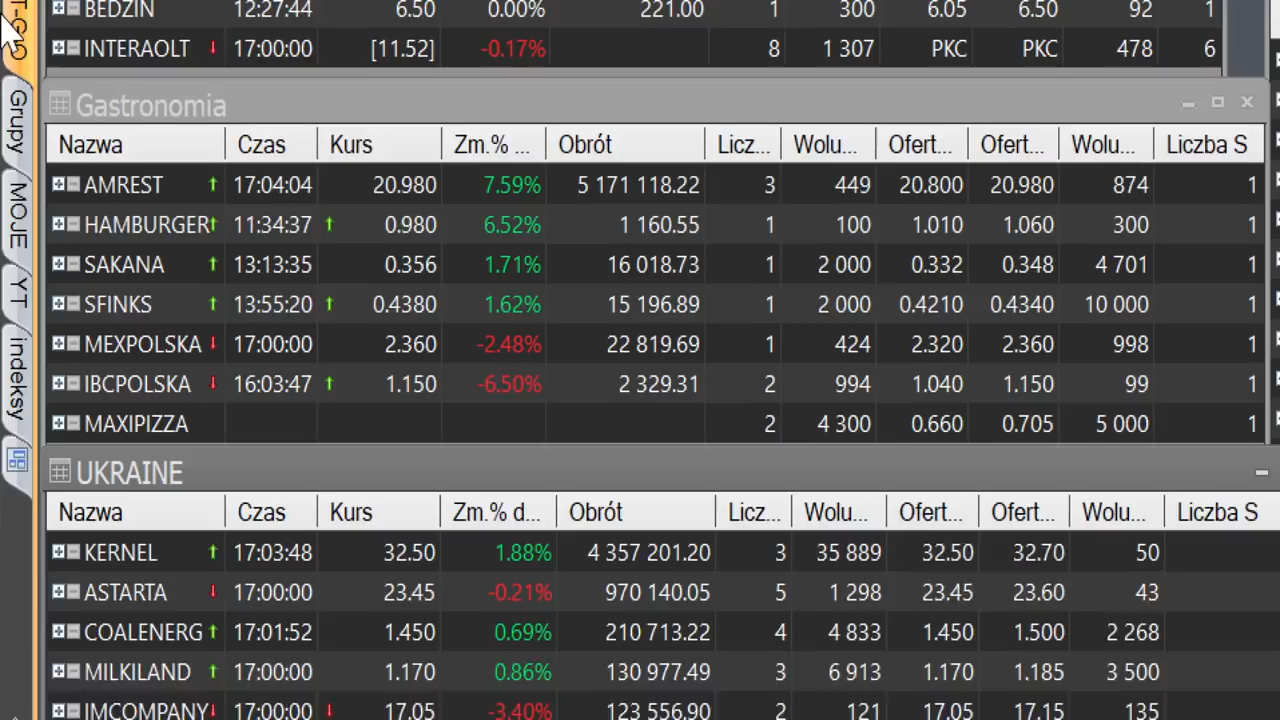 BEDZIN 12:27:44 6.50 0.00% 221.00 1 300 6.05 6.50 92 1
INTERAOLT 17:00:00 [11.52] -0.17% 8 1 307 PKC PKC 478 6
Gastronomia
Nazwa Czas Kurs Zm.% ... Obrót Licz... Wolu... Ofert... Ofert... Wolu... Liczba S
AMREST 17:04:04 20.980 7.59% 5 171 118.22 3 449 20.800 20.980 874 1
HAMBURGER 11:34:37 0.980 6.52% 1 160.55 1 100 1.010 1.060 300 1
SAKANA 13:13:35 0.356 1.71% 16 018.73 1 2 000 0.332 0.348 4 701 1
SFINKS 13:55:20 0.4380 1.62% 15 196.89 1 2 000 0.4210 0.4340 10 000 1
MEXPOLSKA 17:00:00 2.360 -2.48% 22 819.69 1 424 2.320 2.360 998 1
IBCPOLSKA 16:03:47 1.150 -6.50% 2 329.31 2 994 1.040 1.150 99 1
MAXIPIZZA 2 4 300 0.660 0.705 5 000 1
UKRAINE
Nazwa Czas Kurs Zm.% d... Obrót Licz... Wolu... Ofert... Ofert... Wolu... Liczba S
KERNEL 17:03:48 32.50 1.88% 4 357 201.20 3 35 889 32.50 32.70 50
ASTARTA 17:00:00 23.45 -0.21% 970 140.05 5 1 298 23.45 23.60 43
COALENERG 17:01:52 1.450 0.69% 210 713.22 4 4 833 1.450 1.500 2 268
MILKILAND 17:00:00 1.170 0.86% 130 977.49 3 6 913 1.170 1.185 3 500
IMCOMPANY 17:00:00 17.05 -3.40% 123 556.90 2 121 17.05 17.15 135
Grupy
MOJE
YT
indeksy